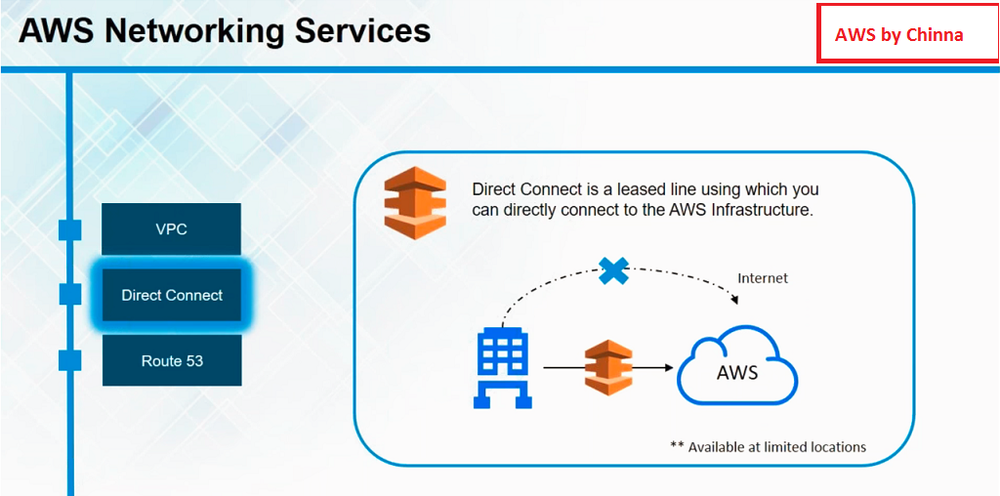 AWS Networking Services
AWS by Chinna
VPC
Direct Connect
Route 53
Direct Connect is a leased line using which you
can directly connect to the AWS Infrastructure.
Internet
AWS
** Available at limited locations